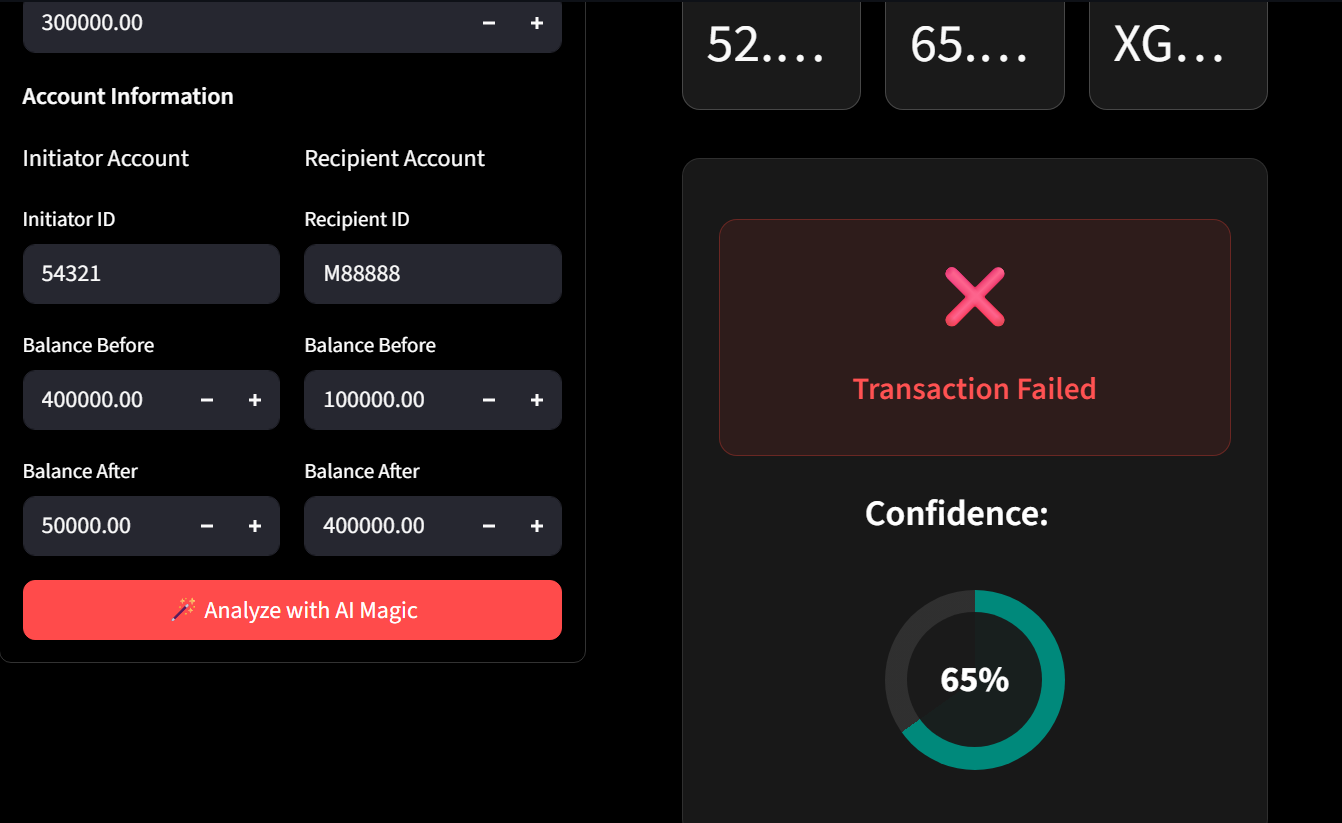 300000.00 − +
Account Information
Initiator Account
Recipient Account
Initiator ID
Recipient ID
54321
M88888
Balance Before
Balance Before
400000.00 − +
100000.00 − +
Balance After
Balance After
50000.00 − +
400000.00 − +
Analyze with AI Magic
52.…
65.…
XG…
Transaction Failed
Confidence:
65%